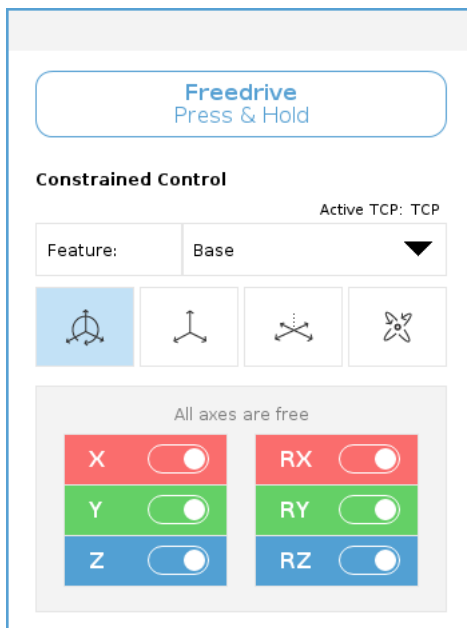 Freedrive
Press & Hold
Constrained Control
Active TCP: TCP
Feature: Base
All axes are free
X RX
Y RY
Z RZ